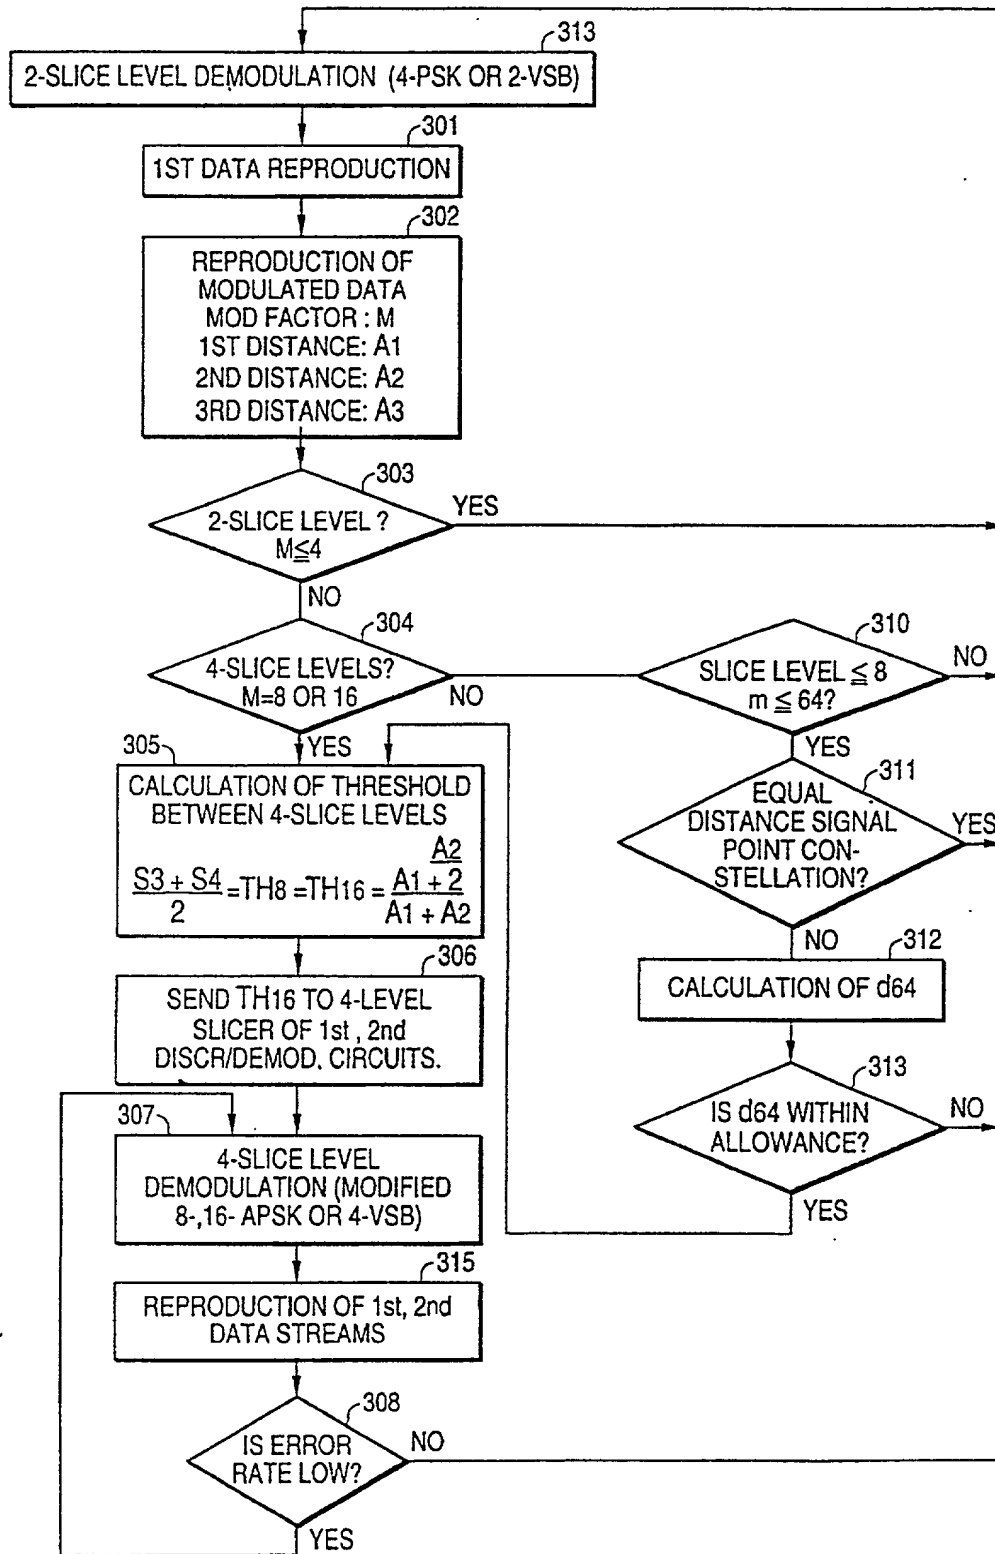 313
2-SLICE LEVEL DEMODULATION (4-PSK OR 2-VSB)
301
1ST DATA REPRODUCTION
302
REPRODUCTION OF
MODULATED DATA
MOD FACTOR : M
1ST DISTANCE: A1
2ND DISTANCE: A2
3RD DISTANCE: A3
303
2-SLICE LEVEL ?
M≦4
YES
NO
304
4-SLICE LEVELS?
M=8 OR 16
NO
YES
310
SLICE LEVEL ≦ 8
m ≦ 64?
NO
YES
305
CALCULATION OF THRESHOLD
BETWEEN 4-SLICE LEVELS
S3 + S4 / 2 = TH8 = TH16 = A1 + A2/2 / A1 + A2
311
EQUAL
DISTANCE SIGNAL
POINT CON-
STELLATION?
YES
NO
306
SEND TH16 TO 4-LEVEL
SLICER OF 1st , 2nd
DISCR/DEMOD. CIRCUITS.
312
CALCULATION OF d64
313
IS d64 WITHIN
ALLOWANCE?
NO
YES
307
4-SLICE LEVEL
DEMODULATION (MODIFIED
8-,16- APSK OR 4-VSB)
315
REPRODUCTION OF 1st, 2nd
DATA STREAMS
308
IS ERROR
RATE LOW?
NO
YES